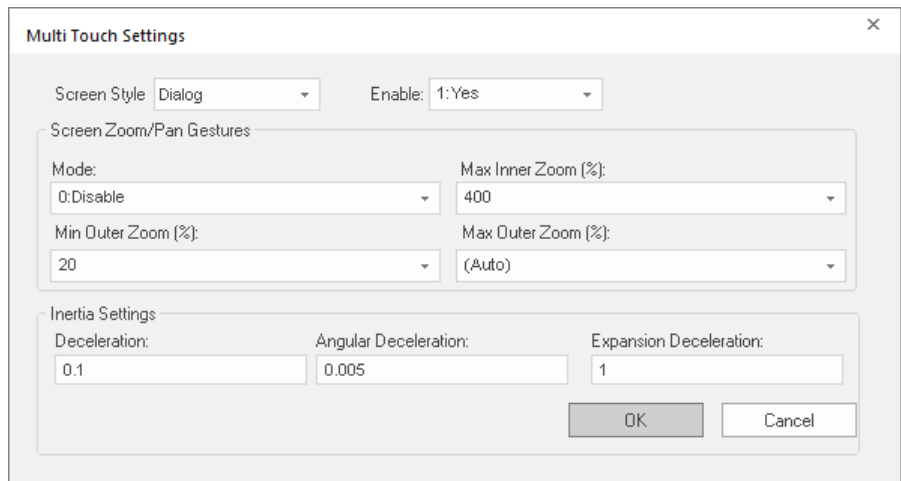 Multi Touch Settings
Screen Style Dialog Enable: 1:Yes
Screen Zoom/Pan Gestures
Mode: Max Inner Zoom (%):
0:Disable 400
Min Outer Zoom (%): Max Outer Zoom (%):
20 (Auto)
Inertia Settings
Deceleration: Angular Deceleration: Expansion Deceleration:
0.1 0.005 1
OK Cancel